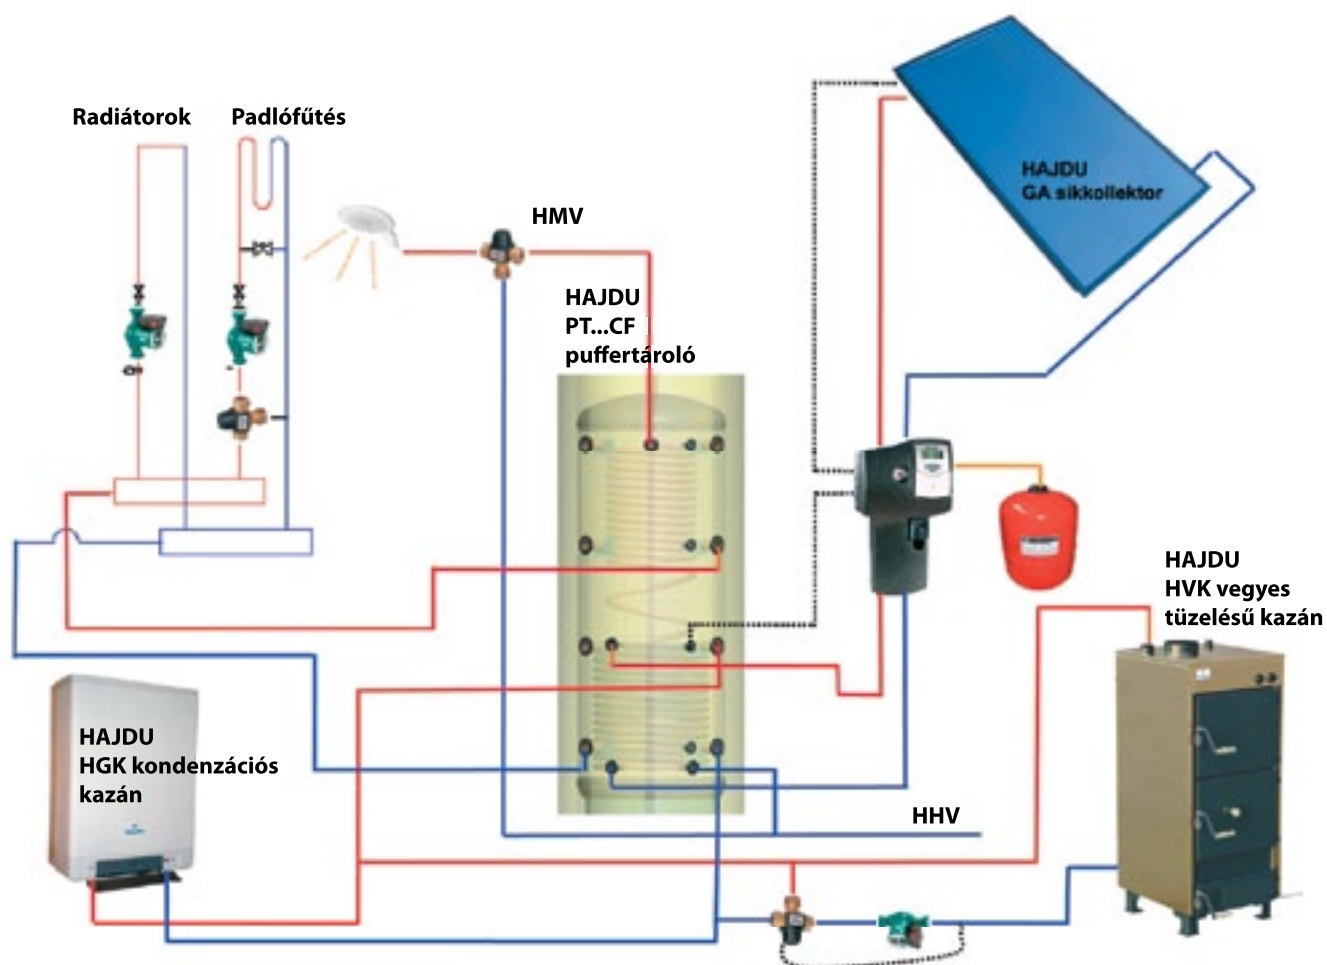 Radiátorok
Padlófűtés
HMV
HAJDU
PT...CF
puffertároló
HAJDU
GA sikkollektor
HAJDU
HVK vegyes
tüzelésű kazán
HAJDU
HGK kondenzációs
kazán
HHV